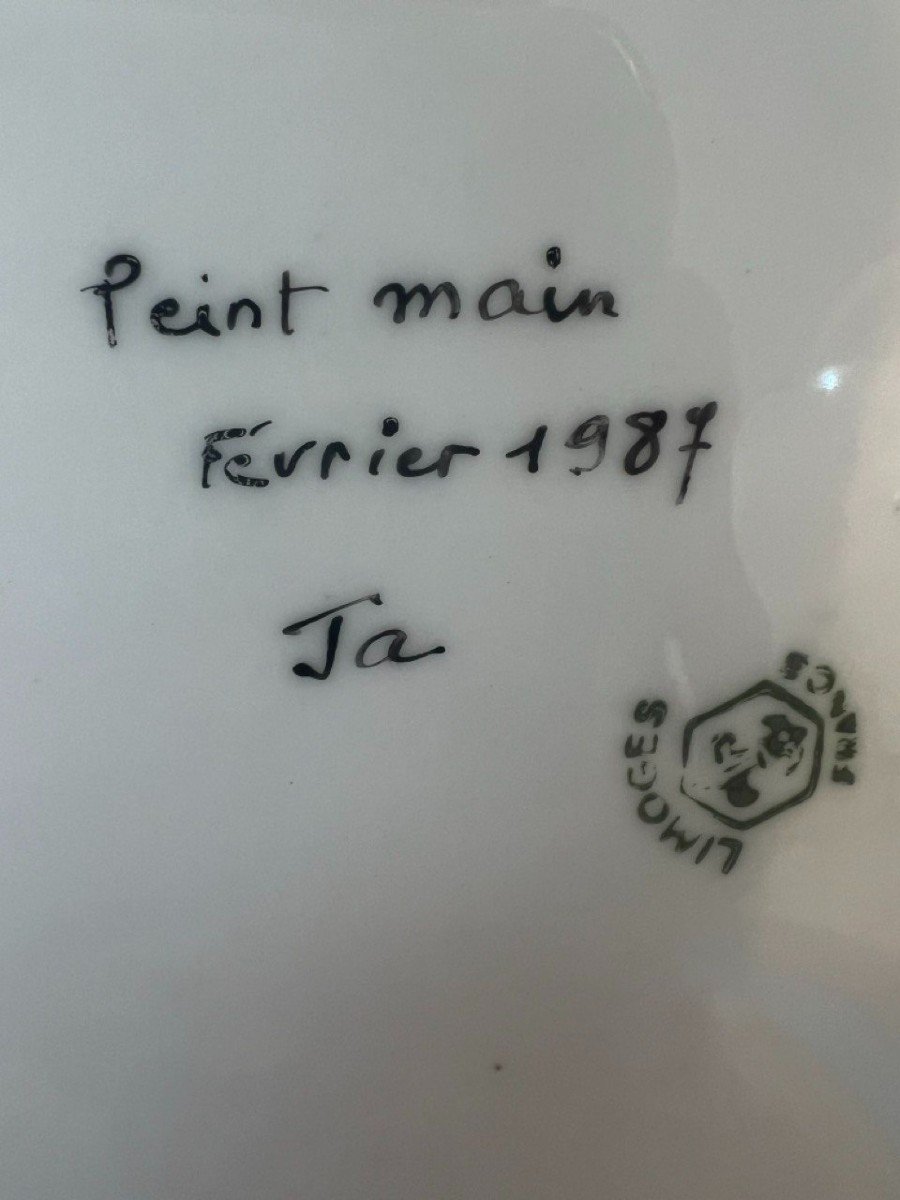 Peint main
Février 1987
Ja
LIMOGES
FRANCE